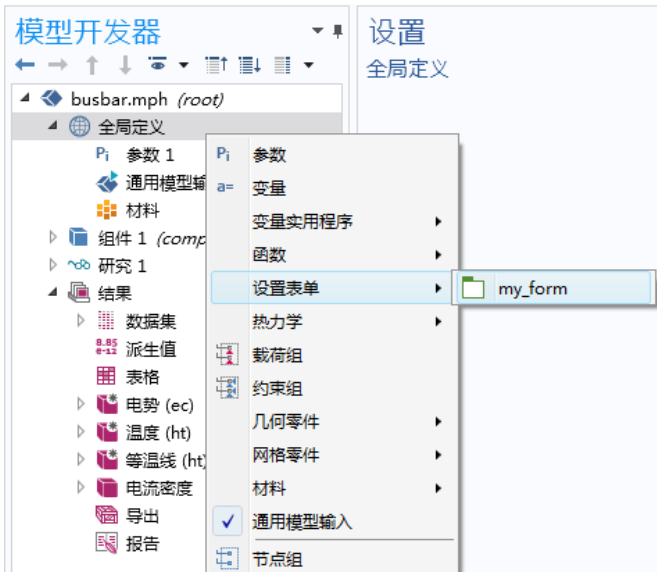 模型开发器
busbar.mph (root)
全局定义
Pi 参数 1
通用模型输
材料
组件 1 (comp
研究 1
结果
数据集
8.85
e-12 派生值
表格
电势 (ec)
温度 (ht)
等温线 (ht)
电流密度
导出
报告
设置
全局定义
Pi 参数
a= 变量
变量实用程序
函数
设置表单
my_form
热力学
载荷组
约束组
几何零件
网格零件
材料
通用模型输入
节点组